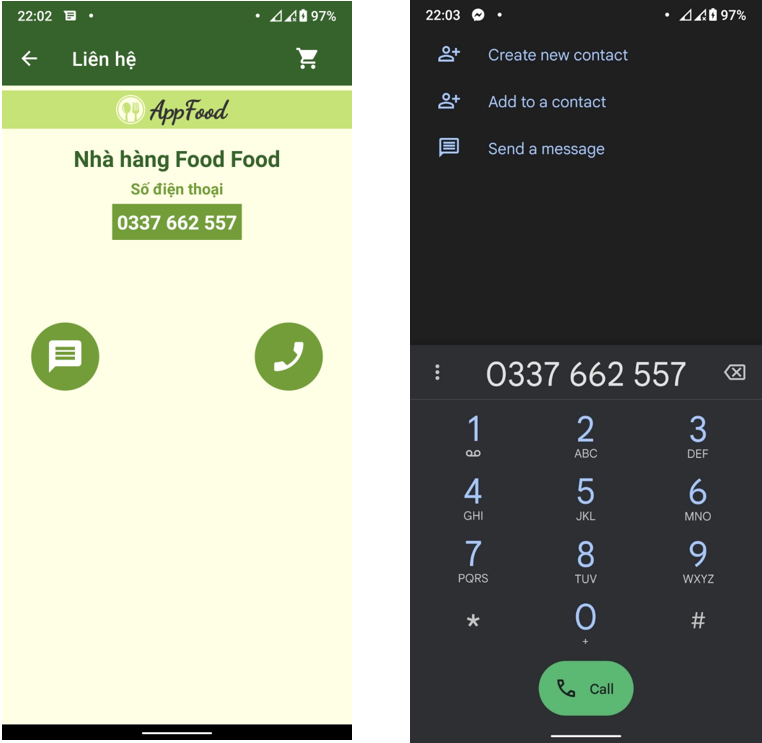 22:02
97%
Liên hệ
AppFood
Nhà hàng Food Food
Số điện thoại
0337 662 557
22:03
97%
Create new contact
Add to a contact
Send a message
0337 662 557
1 2 3
ABC DEF
4 5 6
GHI JKL MNO
7 8 9
PQRS TUV WXYZ
* 0 #
+
Call